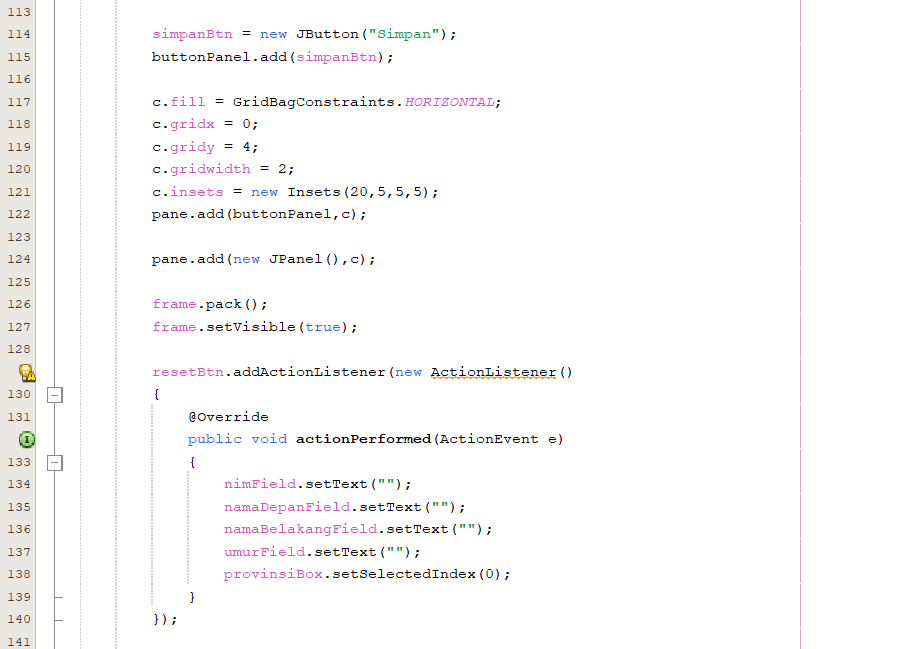 113
114 simpanBtn = new JButton("Simpan");
115 buttonPanel.add(simpanBtn);
116
117 c.fill = GridBagConstraints.HORIZONTAL;
118 c.gridx = 0;
119 c.gridy = 4;
120 c.gridwidth = 2;
121 c.insets = new Insets(20,5,5,5);
122 pane.add(buttonPanel,c);
123
124 pane.add(new JPanel(),c);
125
126 frame.pack();
127 frame.setVisible(true);
128
resetBtn.addActionListener(new ActionListener()
130 {
131 @Override
public void actionPerformed(ActionEvent e)
133 {
134 nimField.setText("");
135 namaDepanField.setText("");
136 namaBelakangField.setText("");
137 umurField.setText("");
138 provinsiBox.setSelectedIndex(0);
139 }
140 });
141